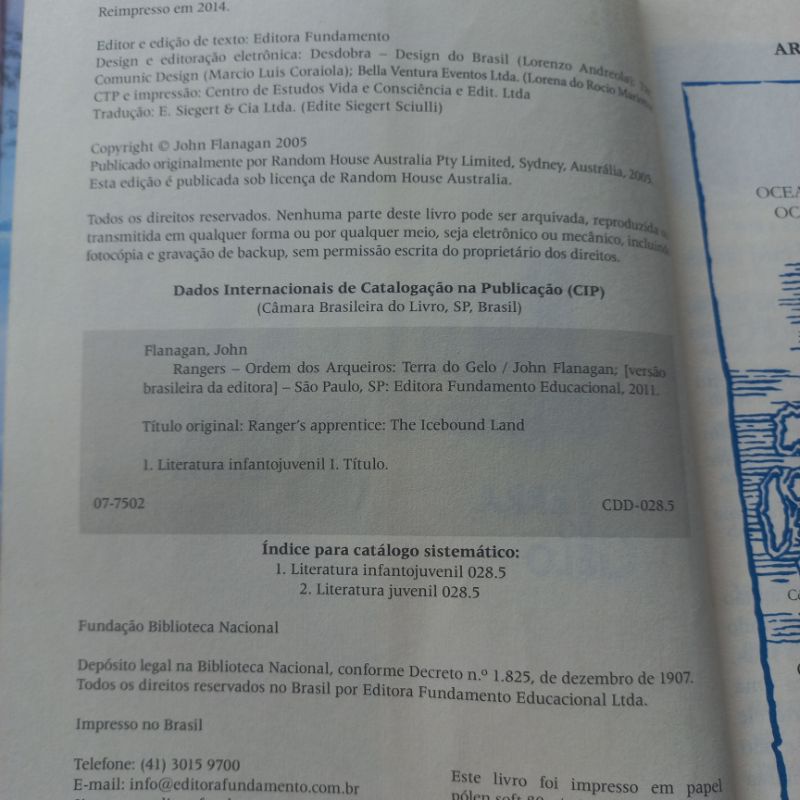 Reimpresso em 2014.
Editor e edição de texto: Editora Fundamento
Design e editoração eletrônica: Desdobra – Design do Brasil (Lorenzo Andreola);
Comunic Design (Marcio Luis Coraiola); Bella Ventura Eventos Ltda. (Lorena do Rocio
CTP e impressão: Centro de Estudos Vida e Consciência e Edit. Ltda
Tradução: E. Siegert & Cia Ltda. (Edite Siegert Sciulli)
Copyright © John Flanagan 2005
Publicado originalmente por Random House Australia Pty Limited, Sydney, Austrália, 2005.
Esta edição é publicada sob licença de Random House Australia.
Todos os direitos reservados. Nenhuma parte deste livro pode ser arquivada, reproduzida
transmitida em qualquer forma ou por qualquer meio, seja eletrônico ou mecânico,
fotocópia e gravação de backup, sem permissão escrita do proprietário dos direitos.
Dados Internacionais de Catalogação na Publicação (CIP)
(Câmara Brasileira do Livro, SP, Brasil)
Flanagan, John
Rangers – Ordem dos Arqueiros: Terra do Gelo / John Flanagan; [versão
brasileira da editora] – São Paulo, SP: Editora Fundamento Educacional, 2011.
Título original: Ranger's apprentice: The Icebound Land
1. Literatura infantojuvenil I. Título.
07-7502 CDD-028.5
Índice para catálogo sistemático:
1. Literatura infantojuvenil 028.5
2. Literatura juvenil 028.5
Fundação Biblioteca Nacional
Depósito legal na Biblioteca Nacional, conforme Decreto n.º 1.825, de dezembro de 1907.
Todos os direitos reservados no Brasil por Editora Fundamento Educacional Ltda.
Impresso no Brasil
Telefone: (41) 3015 9700
E-mail: info@editorafundamento.com.br
Este livro foi impresso em papel
AR
OCEA
OC